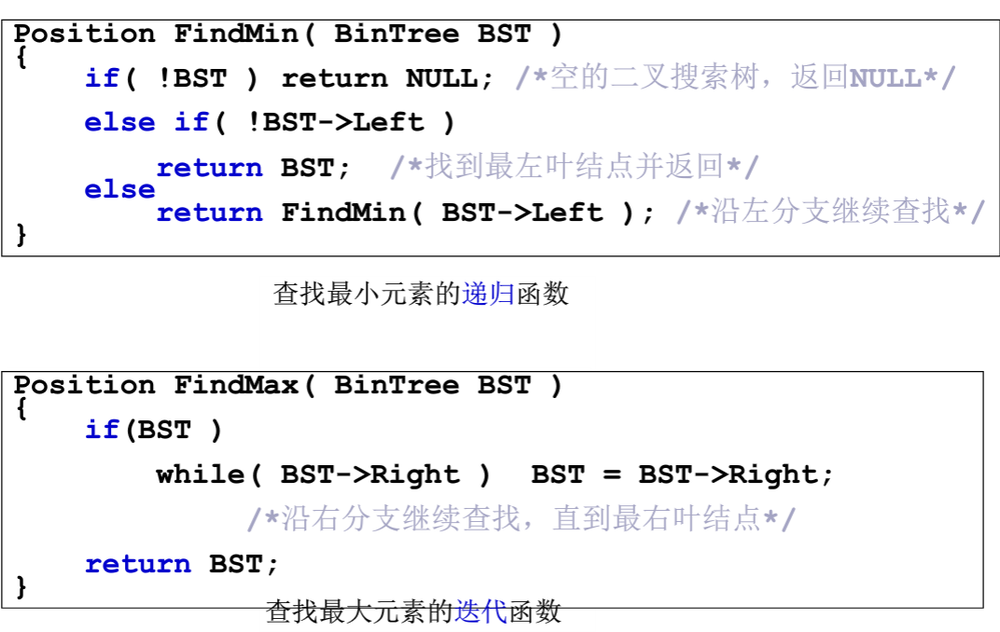 Position FindMin( BinTree BST )
{
if( !BST ) return NULL; /*空的二叉搜索树，返回NULL*/
else if( !BST->Left )
return BST; /*找到最左叶结点并返回*/
else
return FindMin( BST->Left ); /*沿左分支继续查找*/
}
查找最小元素的递归函数
Position FindMax( BinTree BST )
{
if(BST )
while( BST->Right ) BST = BST->Right;
/*沿右分支继续查找，直到最右叶结点*/
return BST;
}
查找最大元素的迭代函数